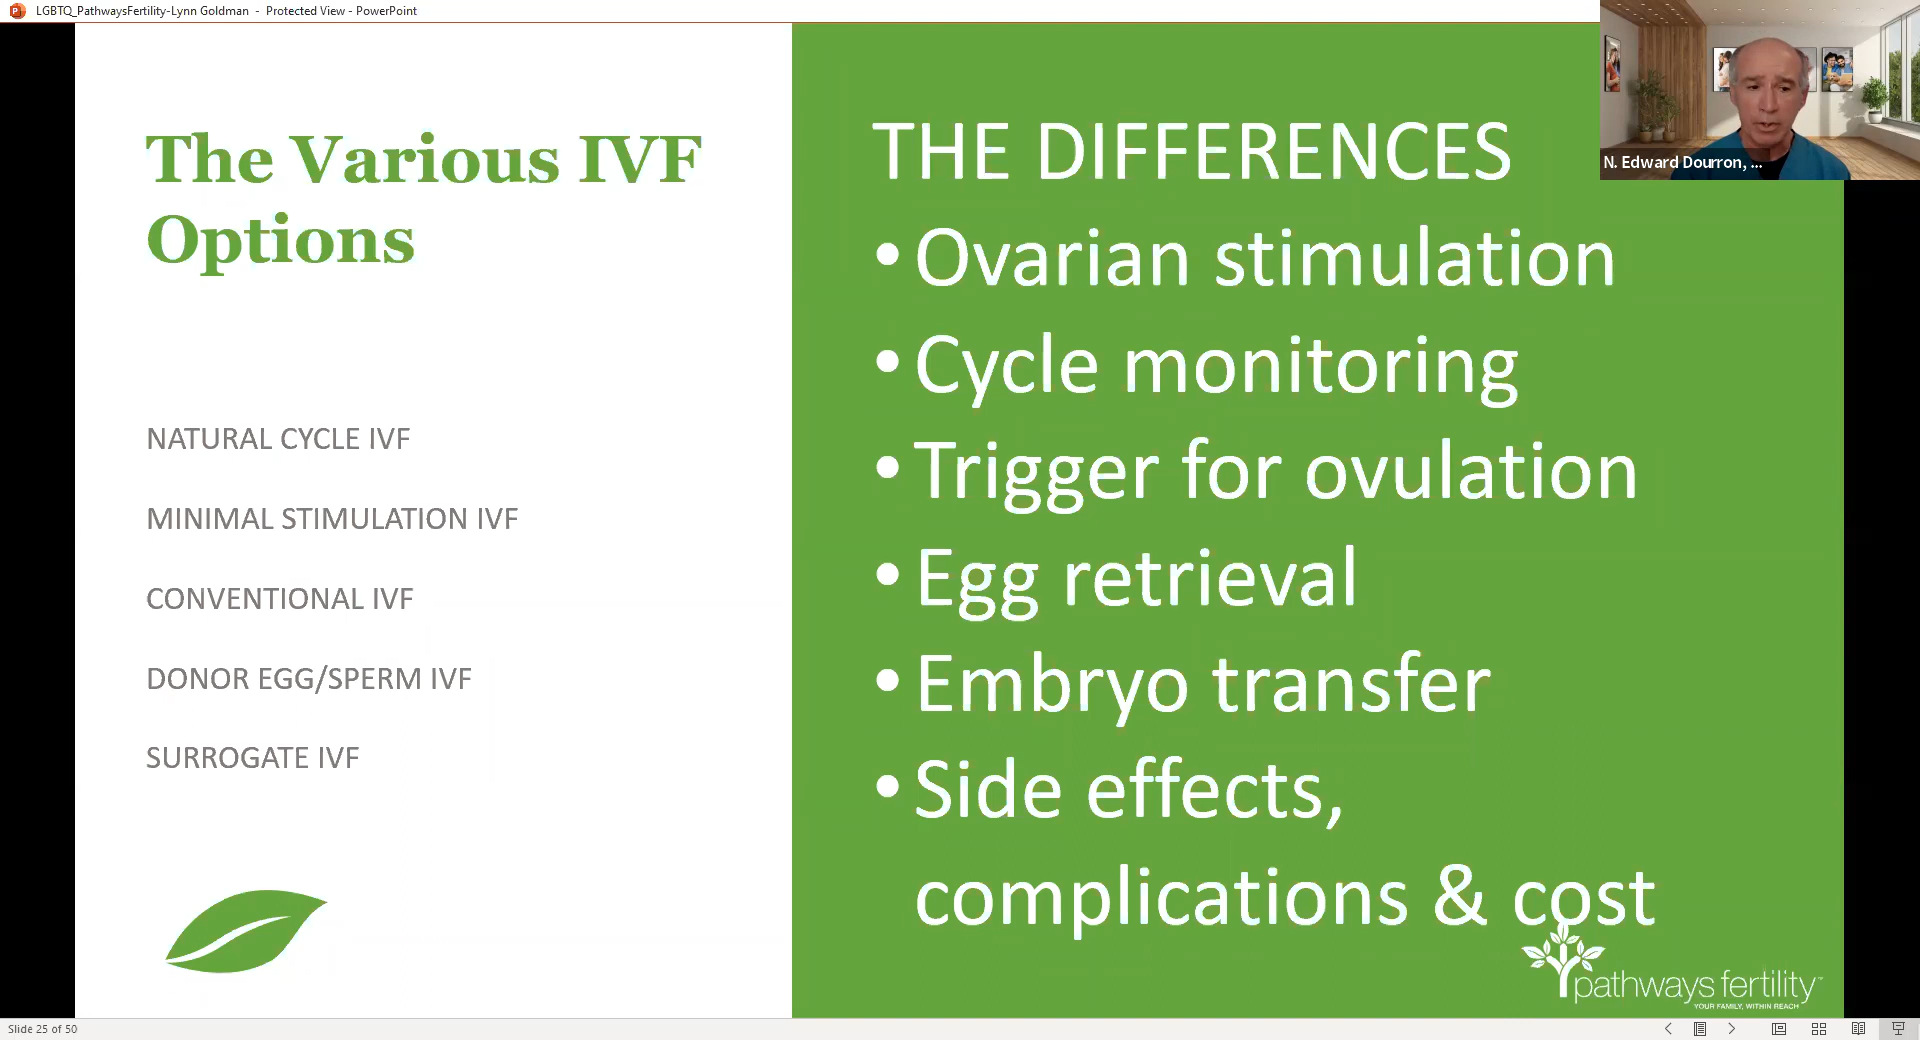 LGBTQ_PathwaysFertility-Lynn Goldman - Protected View - PowerPoint
The Various IVF
Options
NATURAL CYCLE IVF
MINIMAL STIMULATION IVF
CONVENTIONAL IVF
DONOR EGG/SPERM IVF
SURROGATE IVF
THE DIFFERENCES
• Ovarian stimulation
• Cycle monitoring
• Trigger for ovulation
• Egg retrieval
• Embryo transfer
• Side effects,
complications & cost
N. Edward Dourron, ...
pathways fertility™
YOUR FAMILY, WITHIN REACH
Slide 25 of 50